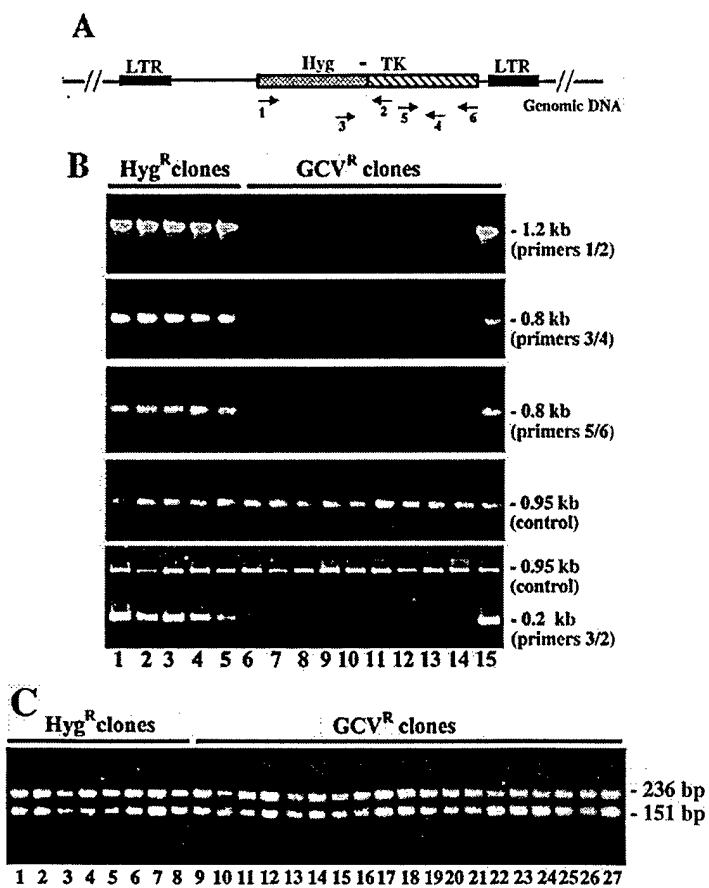 A
LTR Hyg - TK LTR
1 3 2 5 4 6 Genomic DNA
B
Hyg^R clones GCV^R clones
- 1.2 kb
(primers 1/2)
- 0.8 kb
(primers 3/4)
- 0.8 kb
(primers 5/6)
- 0.95 kb
(control)
- 0.95 kb
(control)
- 0.2 kb
(primers 3/2)
1 2 3 4 5 6 7 8 9 10 11 12 13 14 15
C
Hyg^R clones GCV^R clones
- 236 bp
- 151 bp
1 2 3 4 5 6 7 8 9 10 11 12 13 14 15 16 17 18 19 20 21 22 23 24 25 26 27